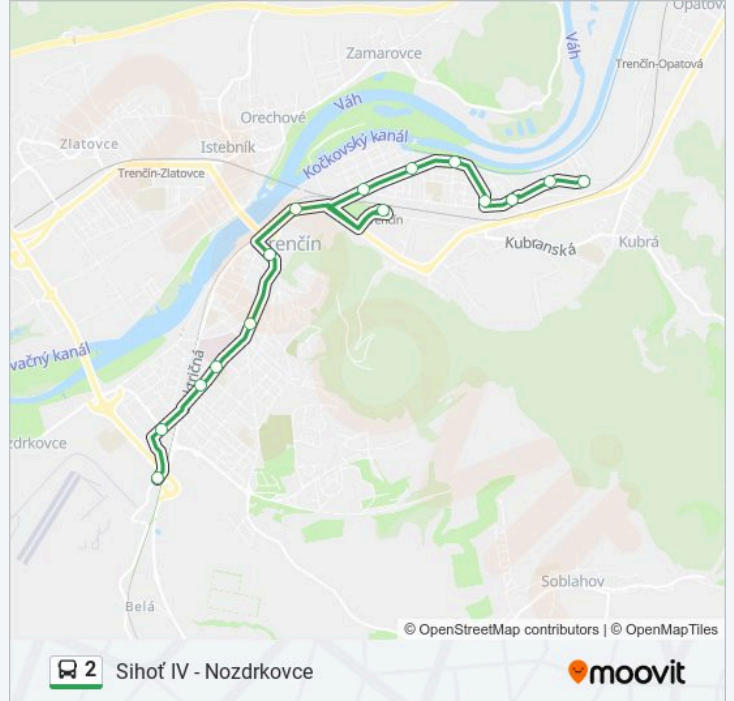 Opatová
Zamarovce
Váh
Trenčín-Opatová
Váh
Orechové
Kočkovský kanál
Zlatovce
Istebník
Trenčín-Zlatovce
Trenčín
Kubranská
Kubrá
vačný kanál
zdrkovce
Soblahov
Belá
© OpenStreetMap contributors | © OpenMapTiles
2 Sihoť IV - Nozdrkovce
moovit